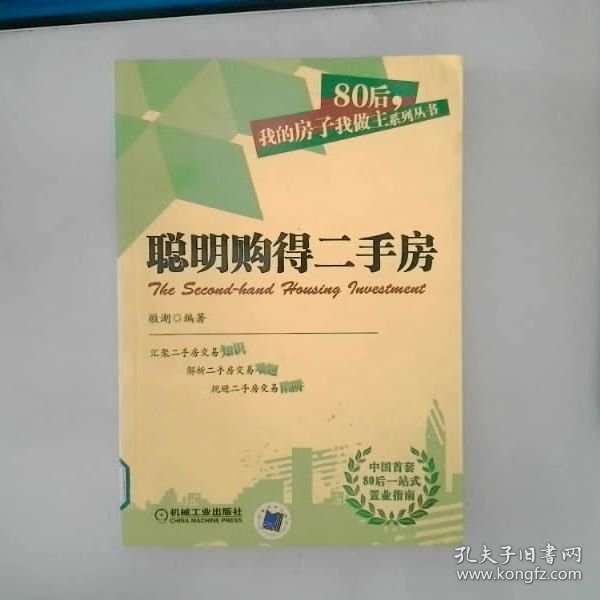 80后，
我的房子我做主系列丛书
聪明购得二手房
The Second-hand Housing Investment
徽湖◎编著
汇聚二手房交易知识
解析二手房交易难题
规避二手房交易陷阱
中国首套
80后一站式
置业指南
机械工业出版社
CHINA MACHINE PRESS
孔夫子旧书网
www.kongfz.com